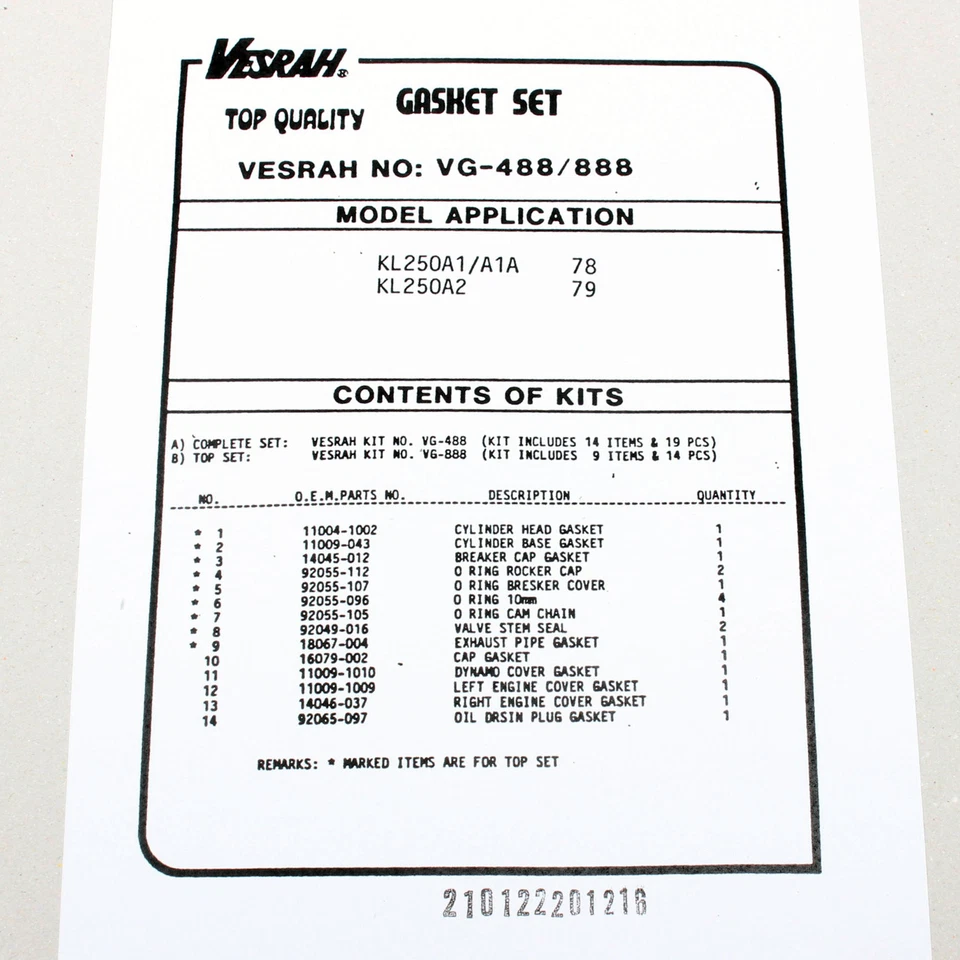 VESRAH®
TOP QUALITY GASKET SET
VESRAH NO: VG-488/888
MODEL APPLICATION
KL250A1/A1A 78
KL250A2 79
CONTENTS OF KITS
A) COMPLETE SET: VESRAH KIT NO. VG-488 (KIT INCLUDES 14 ITEMS & 19 PCS)
B) TOP SET: VESRAH KIT NO. VG-888 (KIT INCLUDES 9 ITEMS & 14 PCS)
NO. O.E.M.PARTS NO. DESCRIPTION QUANTITY
* 1 11004-1002 CYLINDER HEAD GASKET 1
* 2 11009-043 CYLINDER BASE GASKET 1
* 3 14045-012 BREAKER CAP GASKET 1
* 4 92055-112 O RING ROCKER CAP 2
* 5 92055-107 O RING BRESKER COVER 1
* 6 92055-096 O RING 10mm 4
* 7 92055-105 O RING CAM CHAIN 1
* 8 92049-016 VALVE STEM SEAL 2
* 9 18067-004 EXHAUST PIPE GASKET 1
10 16079-002 CAP GASKET 1
11 11009-1010 DYNAMO COVER GASKET 1
12 11009-1009 LEFT ENGINE COVER GASKET 1
13 14046-037 RIGHT ENGINE COVER GASKET 1
14 92065-097 OIL DRSIN PLUG GASKET 1
REMARKS: * MARKED ITEMS ARE FOR TOP SET
210122201216